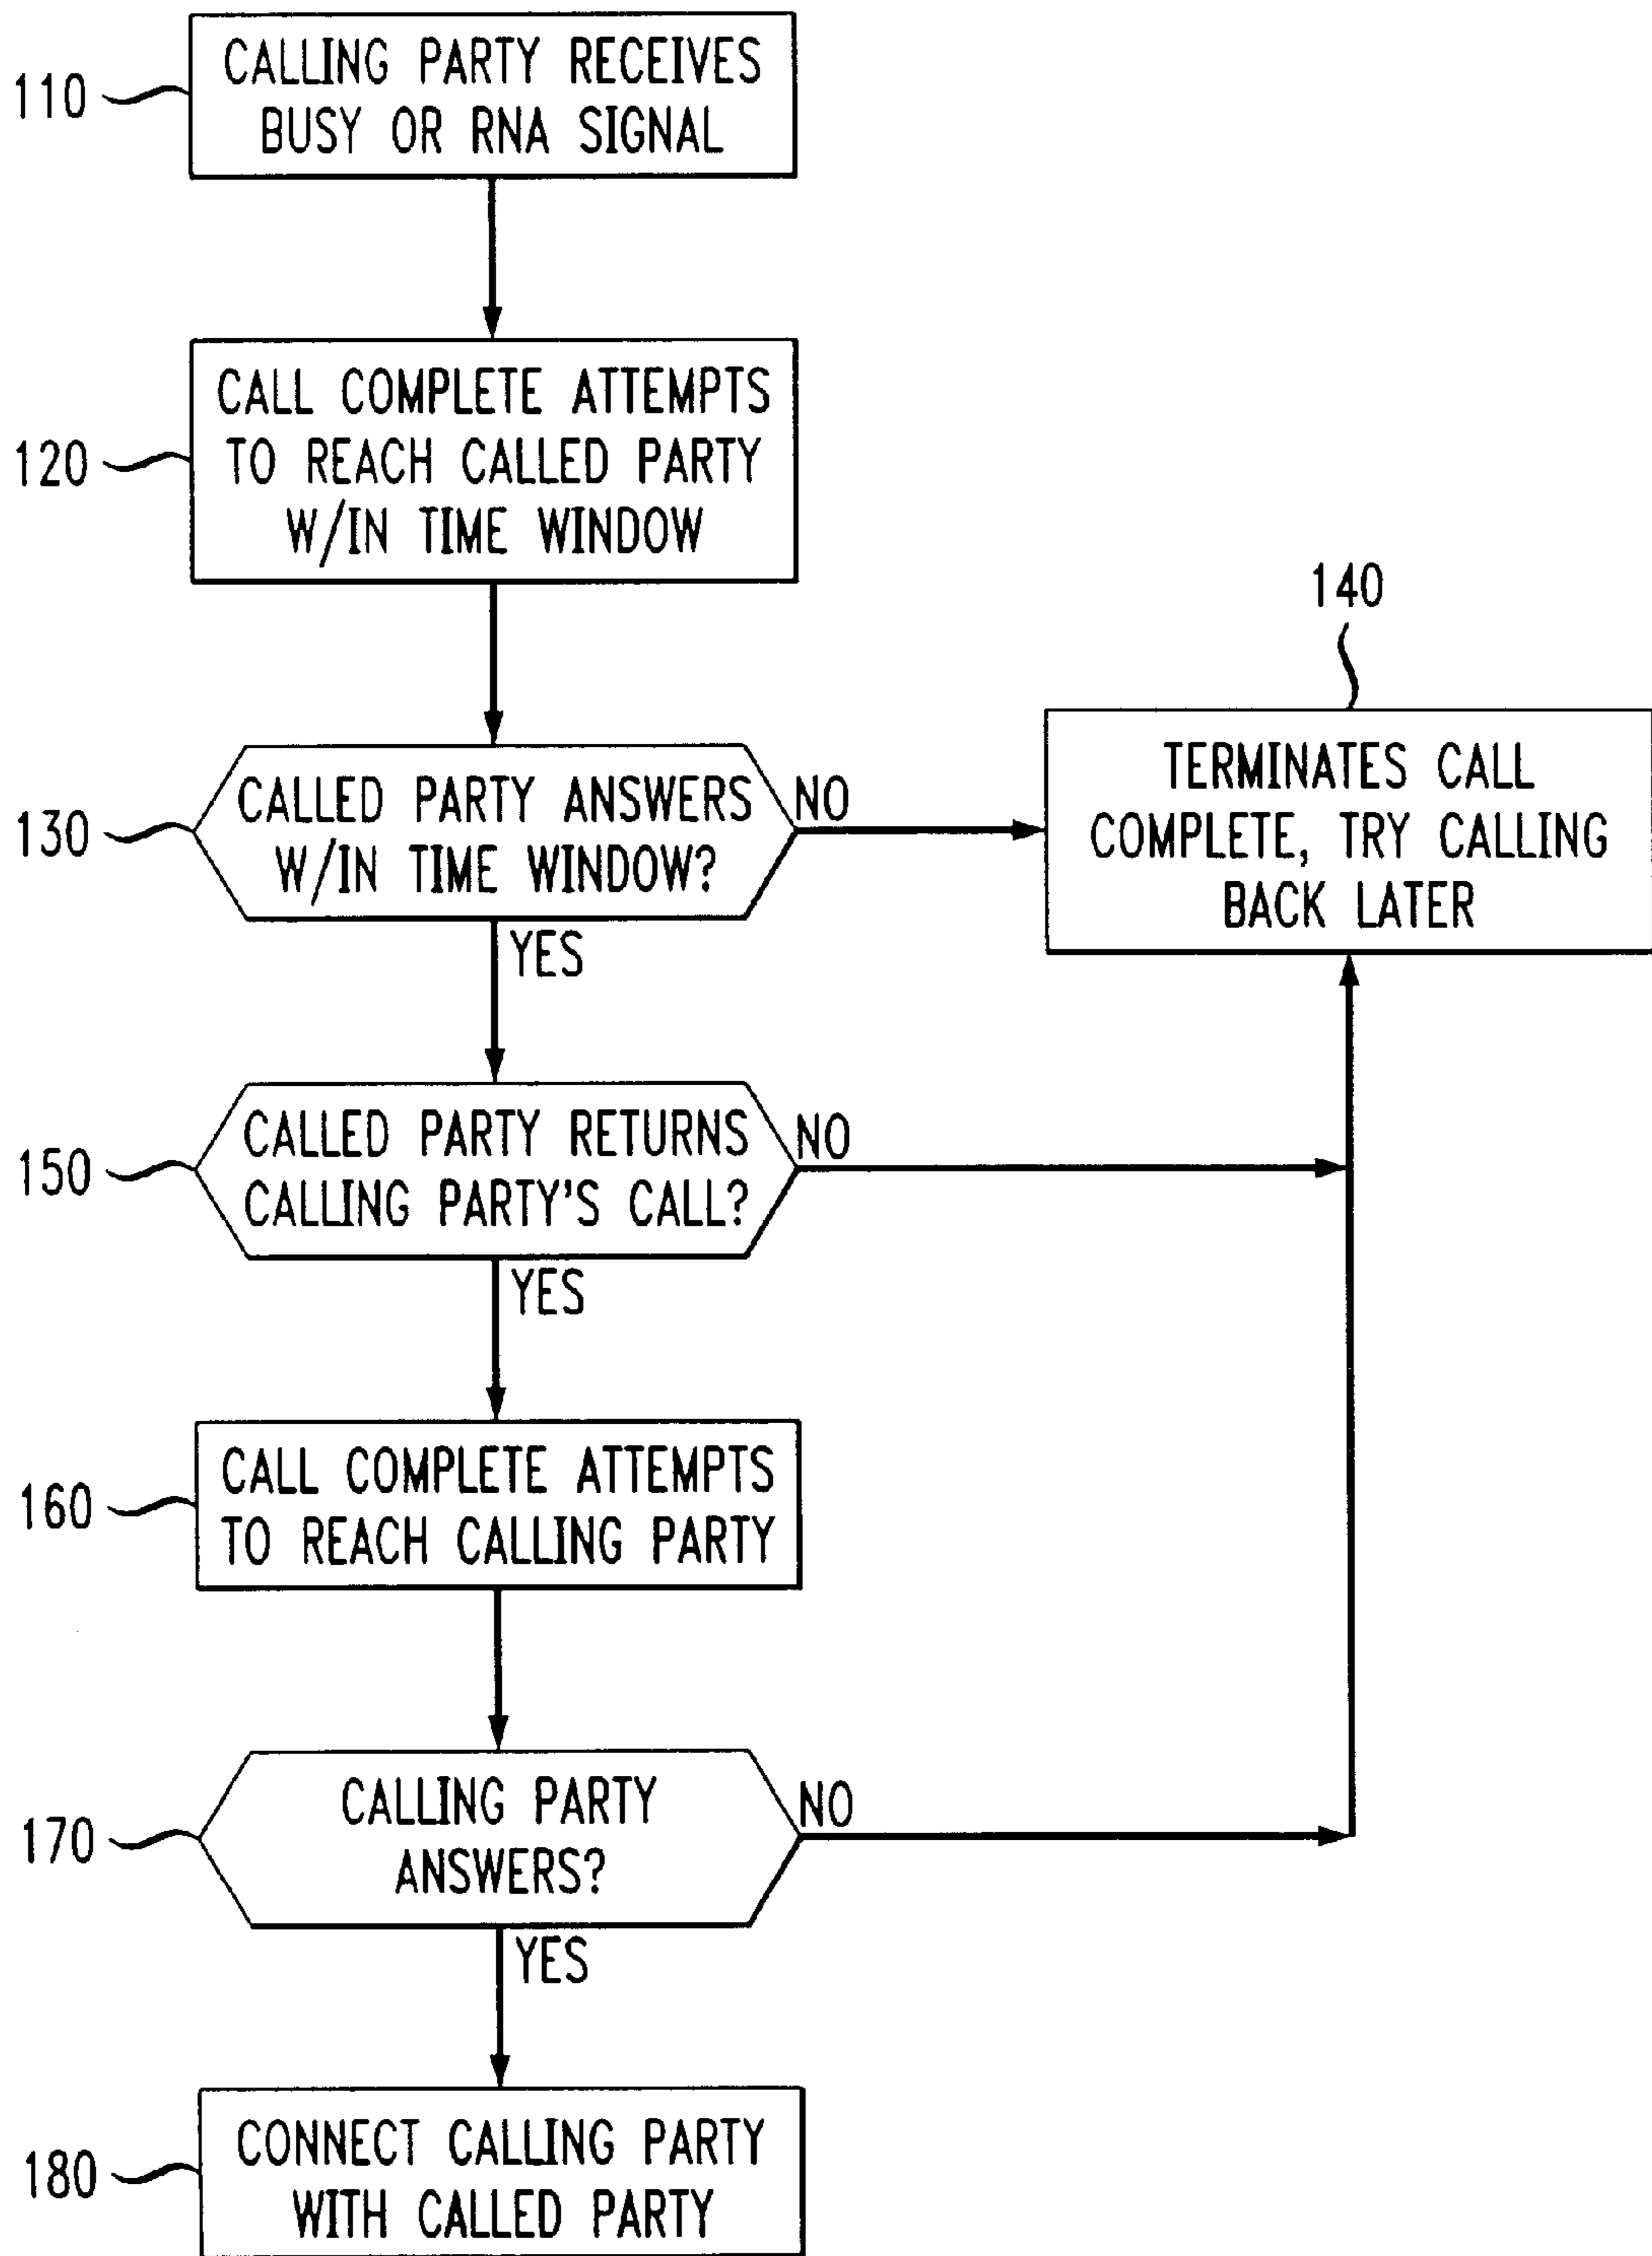 110
CALLING PARTY RECEIVES
BUSY OR RNA SIGNAL
120
CALL COMPLETE ATTEMPTS
TO REACH CALLED PARTY
W/IN TIME WINDOW
130
CALLED PARTY ANSWERS
W/IN TIME WINDOW?
NO
YES
140
TERMINATES CALL
COMPLETE, TRY CALLING
BACK LATER
150
CALLED PARTY RETURNS
CALLING PARTY'S CALL?
NO
YES
160
CALL COMPLETE ATTEMPTS
TO REACH CALLING PARTY
170
CALLING PARTY
ANSWERS?
NO
YES
180
CONNECT CALLING PARTY
WITH CALLED PARTY